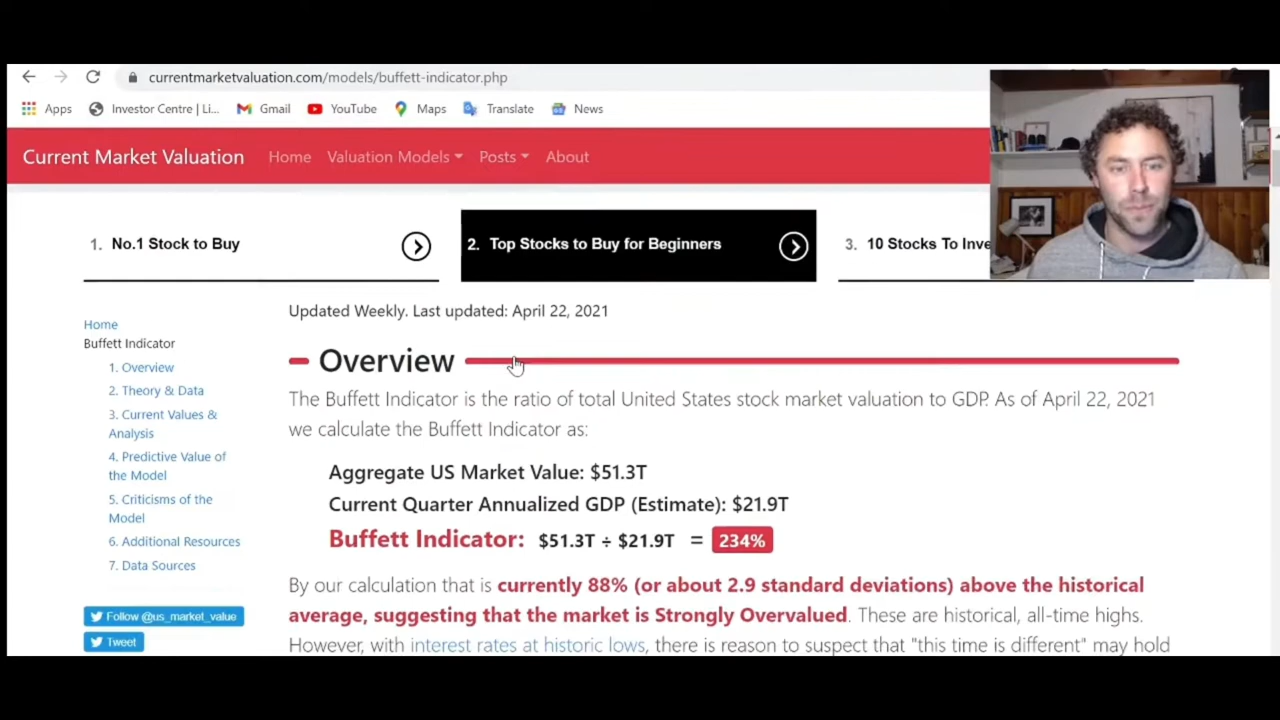 currentmarketvaluation.com/models/buffett-indicator.php
Apps Investor Centre | Li... Gmail YouTube Maps Translate News
Current Market Valuation Home Valuation Models Posts About
1. No.1 Stock to Buy
2. Top Stocks to Buy for Beginners
3. 10 Stocks To Inve
Updated Weekly. Last updated: April 22, 2021
Home
Buffett Indicator
1. Overview
2. Theory & Data
3. Current Values &
Analysis
4. Predictive Value of
the Model
5. Criticisms of the
Model
6. Additional Resources
7. Data Sources
Follow @us_market_value
Tweet
Overview
The Buffett Indicator is the ratio of total United States stock market valuation to GDP. As of April 22, 2021
we calculate the Buffett Indicator as:
Aggregate US Market Value: $51.3T
Current Quarter Annualized GDP (Estimate): $21.9T
Buffett Indicator: $51.3T ÷ $21.9T = 234%
By our calculation that is currently 88% (or about 2.9 standard deviations) above the historical
average, suggesting that the market is Strongly Overvalued. These are historical, all-time highs.
However, with interest rates at historic lows, there is reason to suspect that "this time is different" may hold